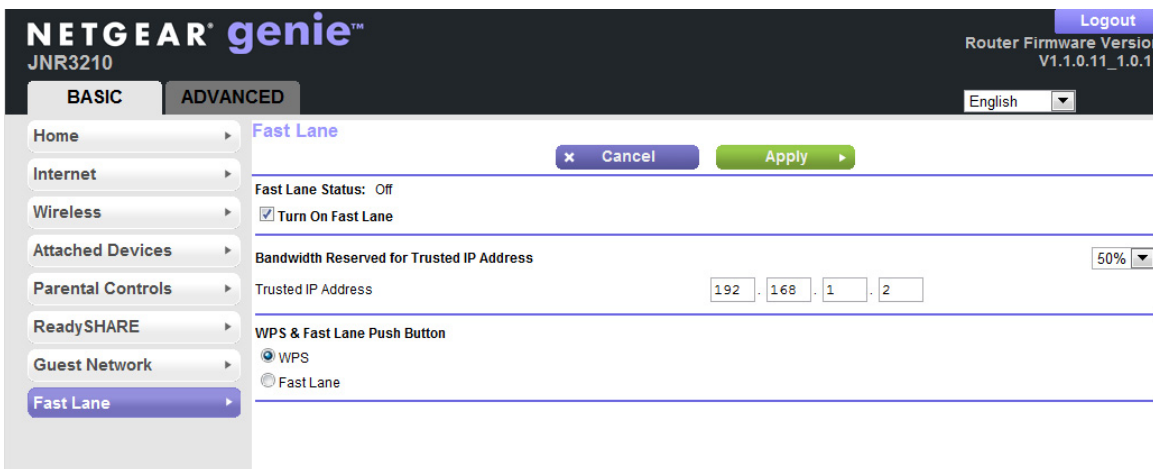 NETGEAR® genie™
Logout
JNR3210
Router Firmware Version
V1.1.0.11_1.0.1
BASIC
ADVANCED
English
Home
Internet
Wireless
Attached Devices
Parental Controls
ReadySHARE
Guest Network
Fast Lane
Fast Lane
Cancel
Apply
Fast Lane Status: Off
Turn On Fast Lane
Bandwidth Reserved for Trusted IP Address
50%
Trusted IP Address
192 . 168 . 1 . 2
WPS & Fast Lane Push Button
WPS
Fast Lane